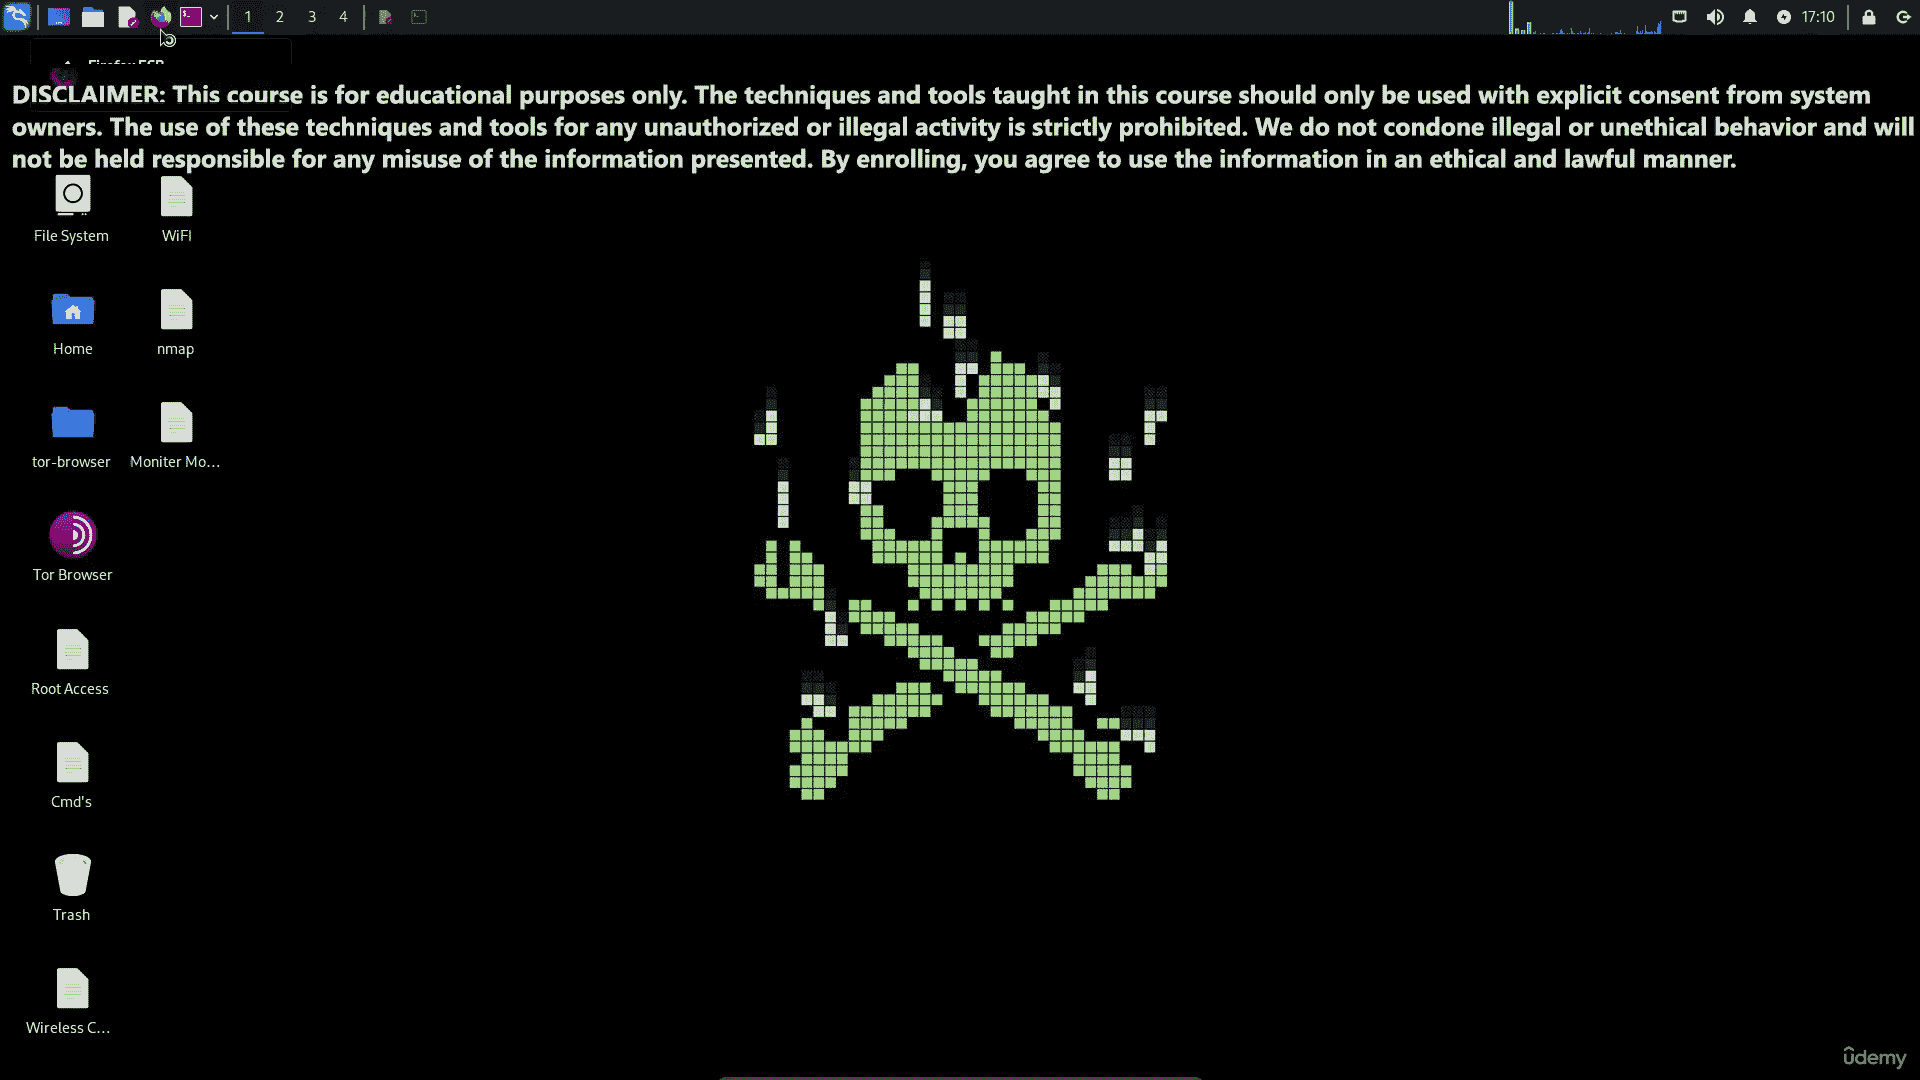 1 2 3 4 17:10
Firefox ESR
DISCLAIMER: This course is for educational purposes only. The techniques and tools taught in this course should only be used with explicit consent from system
owners. The use of these techniques and tools for any unauthorized or illegal activity is strictly prohibited. We do not condone illegal or unethical behavior and will
not be held responsible for any misuse of the information presented. By enrolling, you agree to use the information in an ethical and lawful manner.
File System WiFI
Home nmap
tor-browser Moniter Mo...
Tor Browser
Root Access
Cmd's
Trash
Wireless C...
ûdemy